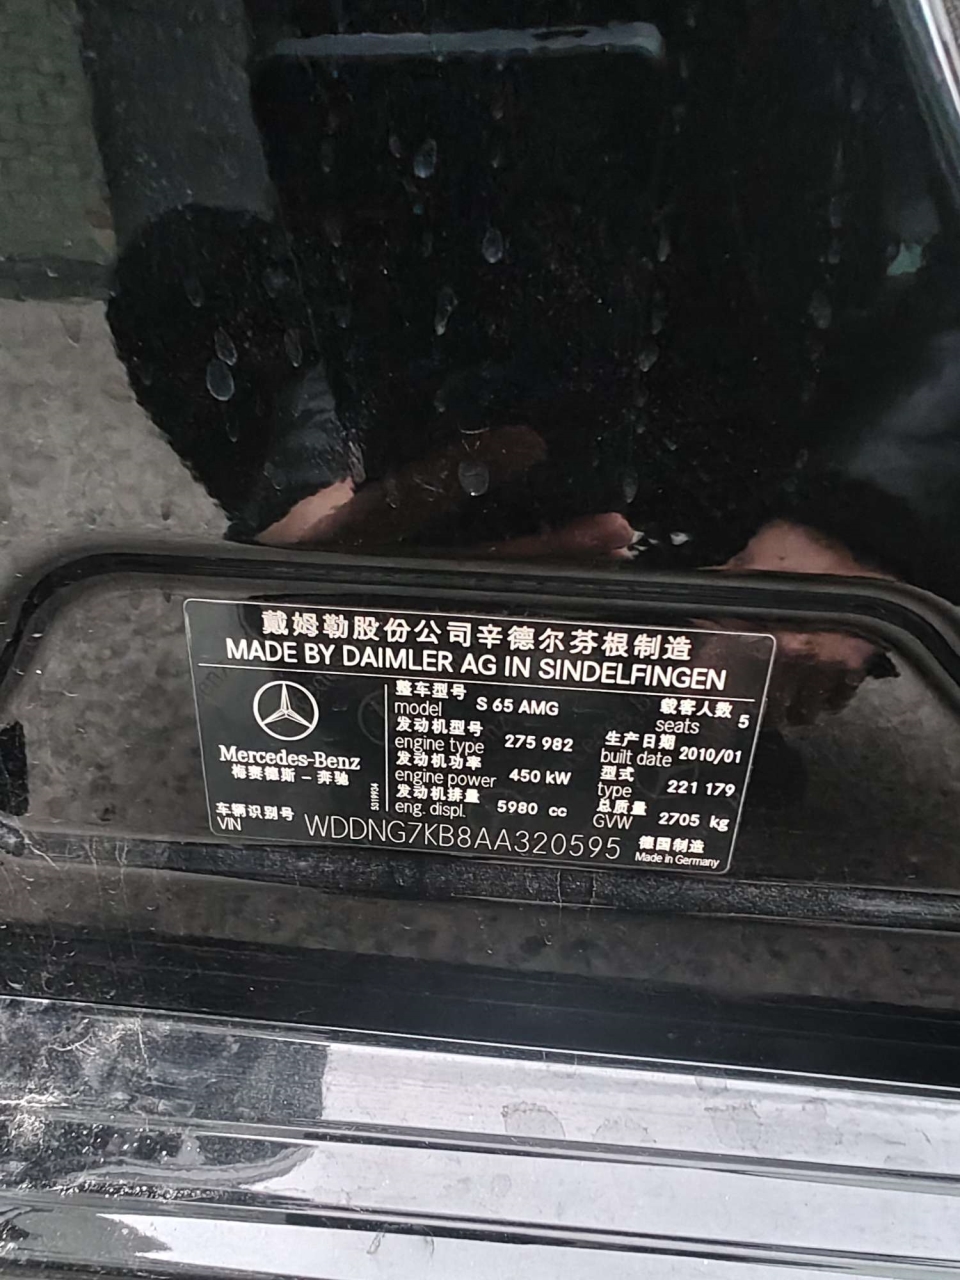 戴姆勒股份公司辛德尔芬根制造
MADE BY DAIMLER AG IN SINDELFINGEN
Mercedes-Benz
梅赛德斯－奔驰
整车型号
model S 65 AMG
载客人数
seats 5
发动机型号
engine type 275 982
生产日期
built date 2010/01
发动机功率
engine power 450 kW
型式
type 221 179
发动机排量
eng. displ. 5980 cc
总质量
GVW 2705 kg
车辆识别号
VIN WDDNG7KB8AA320595
德国制造
Made in Germany